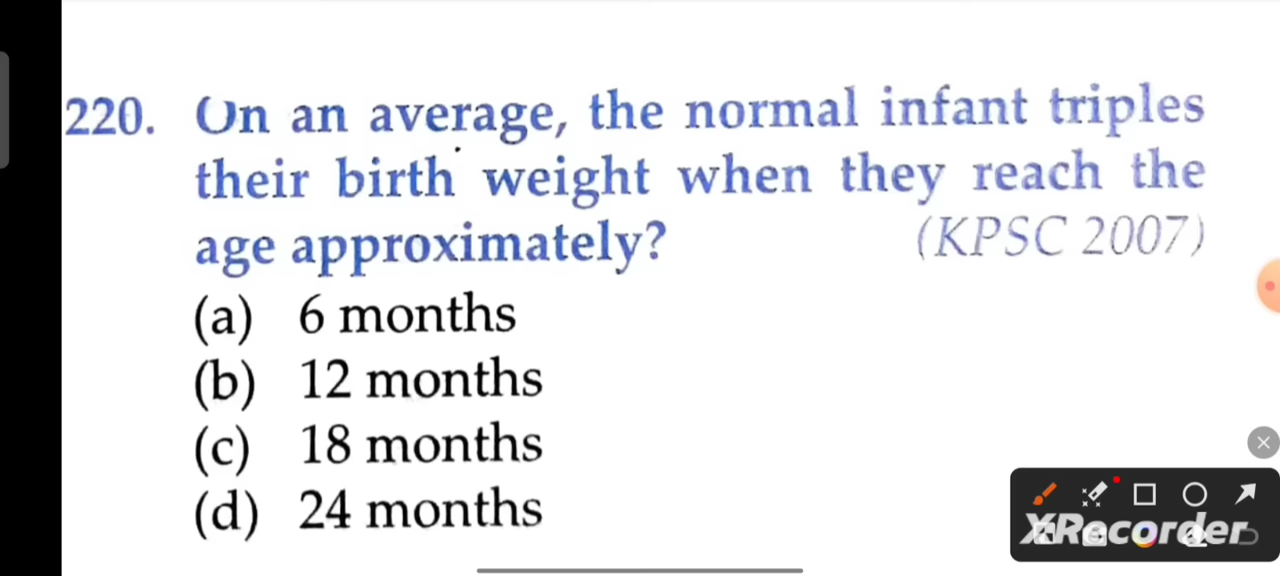 220. On an average, the normal infant triples
their birth weight when they reach the
age approximately? (KPSC 2007)
(a) 6 months
(b) 12 months
(c) 18 months
(d) 24 months
XRecorder